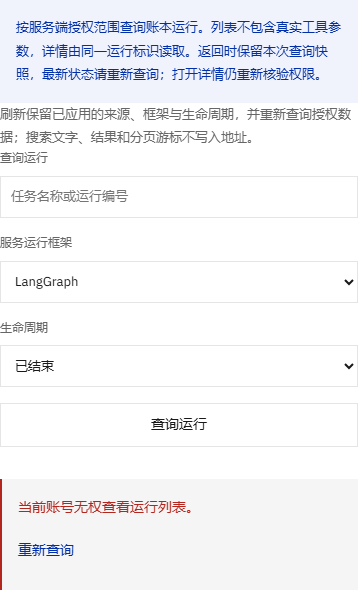 按服务端授权范围查询账本运行。列表不包含真实工具参
数，详情由同一运行标识读取。返回时保留本次查询快
照，最新状态请重新查询；打开详情仍重新核验权限。
刷新保留已应用的来源、框架与生命周期，并重新查询授权数
据；搜索文字、结果和分页游标不写入地址。
查询运行
任务名称或运行编号
服务运行框架
LangGraph
生命周期
已结束
查询运行
当前账号无权查看运行列表。
重新查询